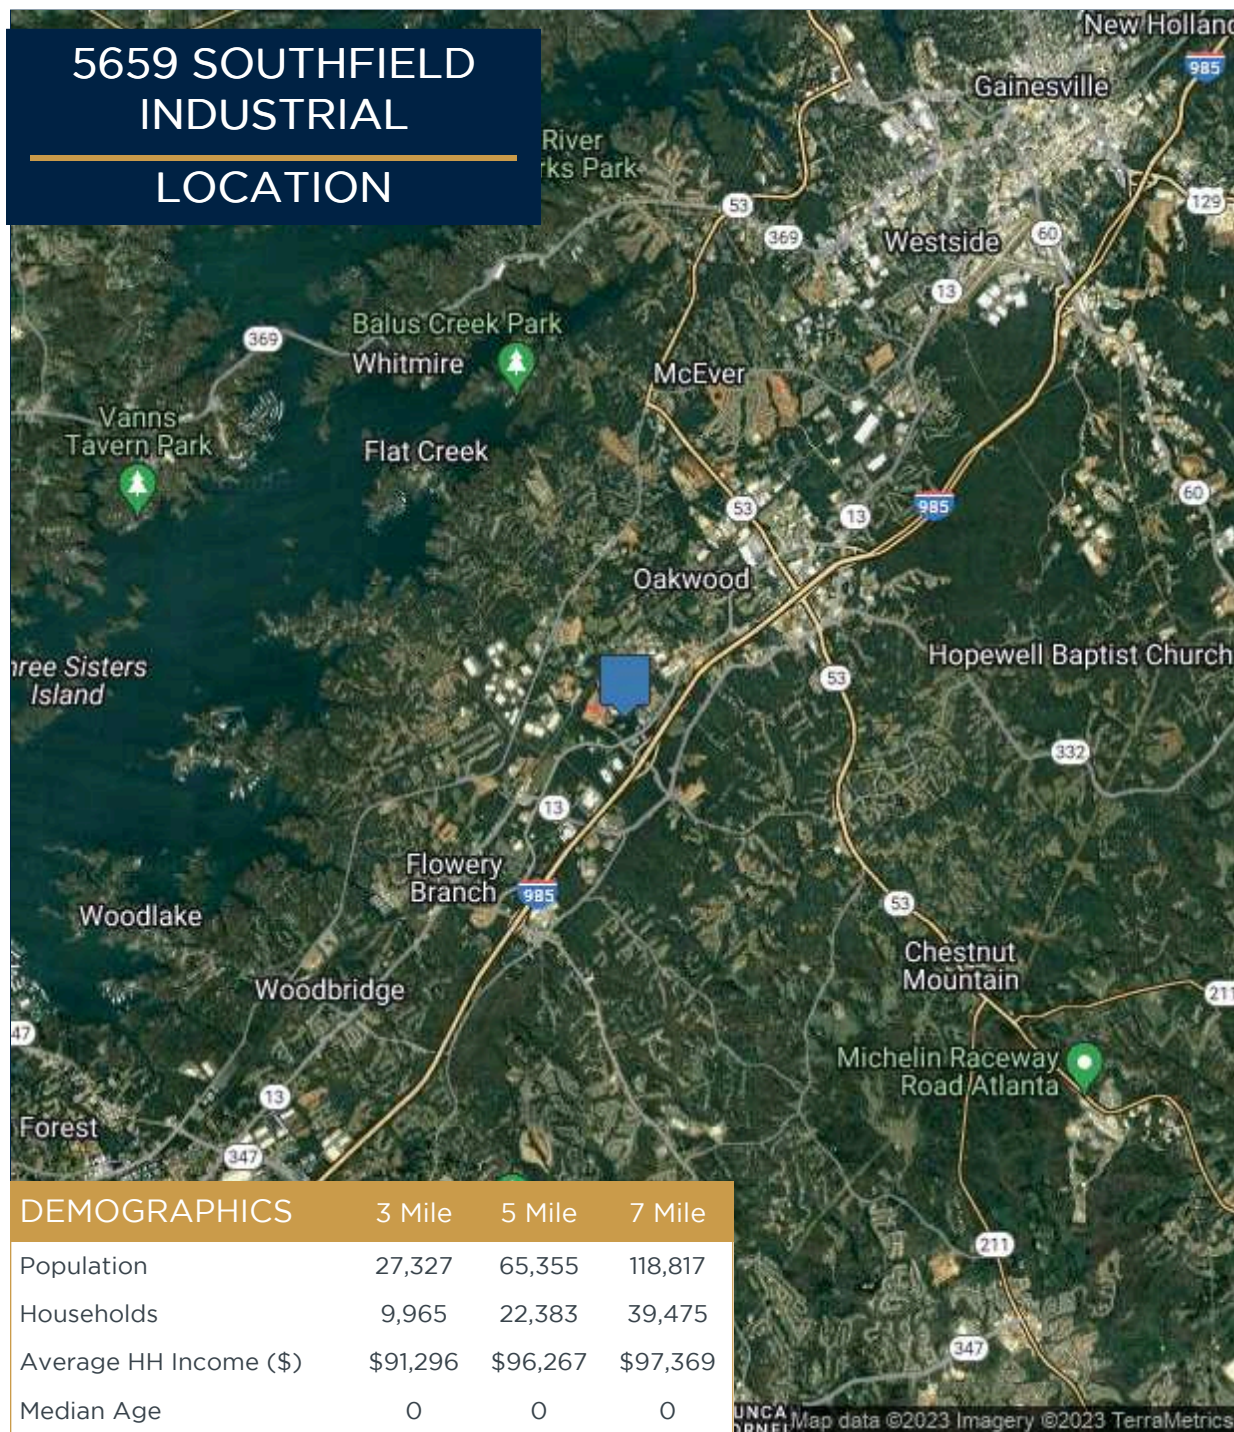 5659 SOUTHFIELD
INDUSTRIAL
LOCATION
New Holland
985
Gainesville
River
rks Park
53
129
369
Westside
60
13
369
Balus Creek Park
Whitmire
McEver
Vanns
Tavern Park
Flat Creek
53
13
985
60
Oakwood
Hopewell Baptist Church
hree Sisters
Island
53
332
13
Flowery
Branch
985
53
Woodlake
Chestnut
Mountain
Woodbridge
211
47
Michelin Raceway
Road Atlanta
13
Forest
347
DEMOGRAPHICS 3 Mile 5 Mile 7 Mile
Population 27,327 65,355 118,817
Households 9,965 22,383 39,475
Average HH Income ($) $91,296 $96,267 $97,369
Median Age 0 0 0
211
347
Map data ©2023 Imagery ©2023 TerraMetrics